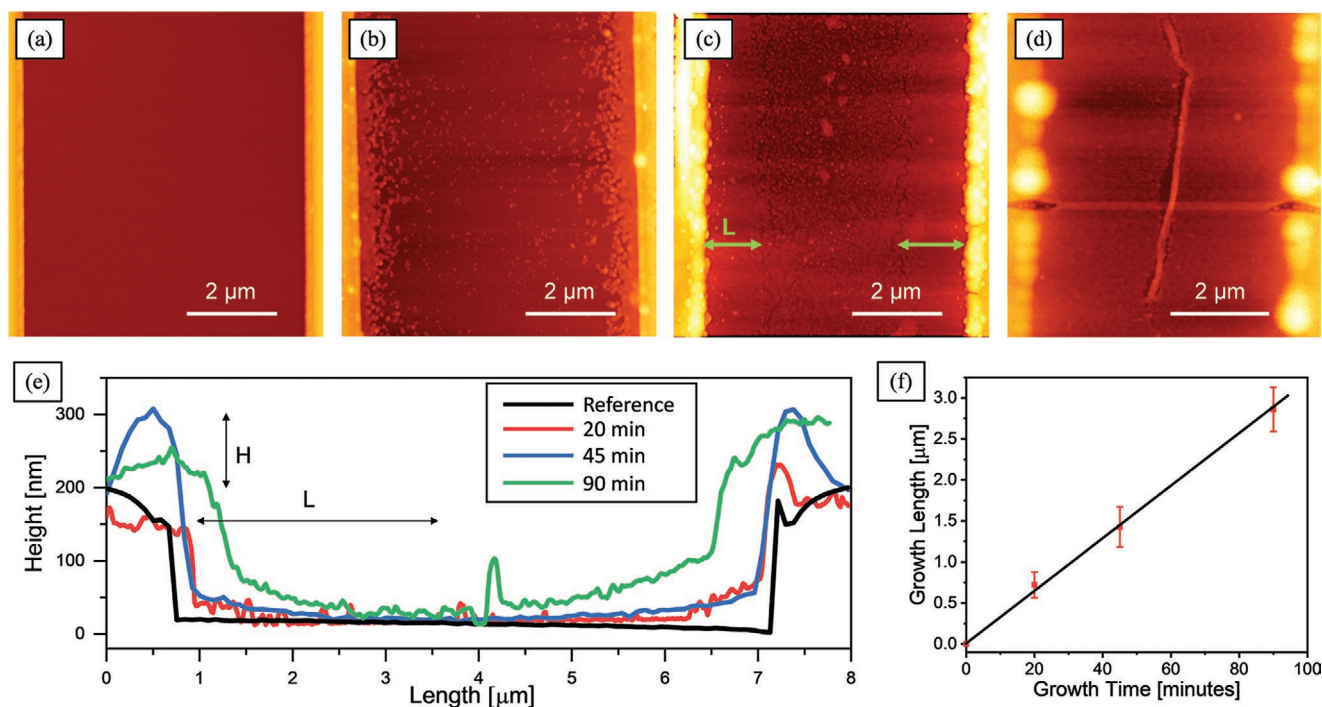 (a)
(b)
(c)
(d)
L
2 μm
2 μm
2 μm
2 μm
(e)
Height [nm]
300
200
100
0
H
L
Reference
20 min
45 min
90 min
0 1 2 3 4 5 6 7 8
Length [μm]
(f)
Growth Length [μm]
3.0
2.5
2.0
1.5
1.0
0.5
0.0
0 20 40 60 80 100
Growth Time [minutes]